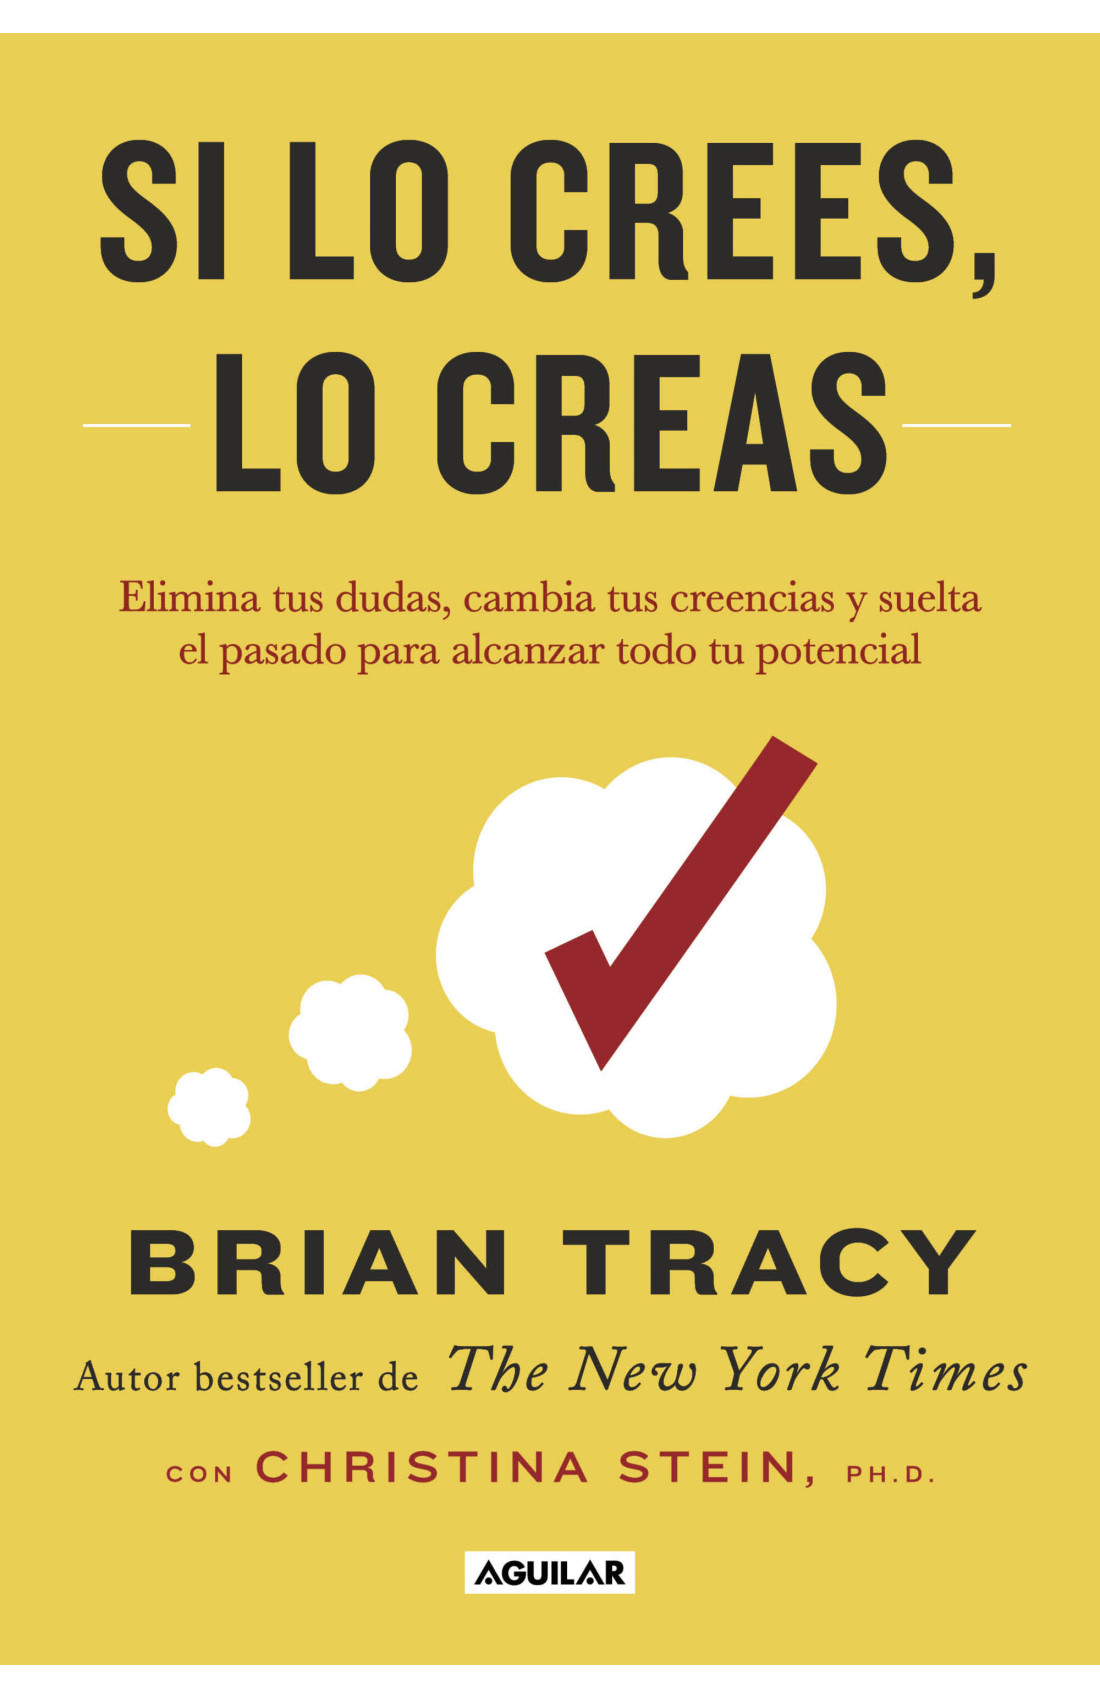 SI LO CREES,
LO CREAS
Elimina tus dudas, cambia tus creencias y suelta
el pasado para alcanzar todo tu potencial
BRIAN TRACY
Autor bestseller de The New York Times
CON CHRISTINA STEIN, PH.D.
AGUILAR